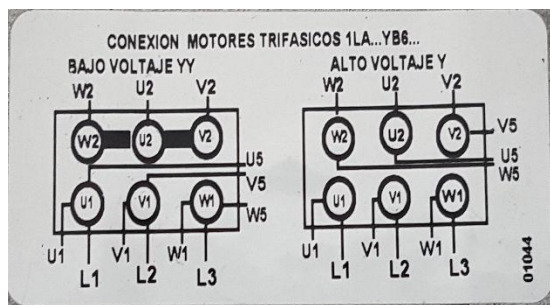 CONEXION MOTORES TRIFASICOS 1LA...YB6...
BAJO VOLTAJE YY
W2 U2 V2
W2 U2 V2
U5
V5
U1 V1 W1 W5
U1 V1 W1
L1 L2 L3
ALTO VOLTAJE Y
W2 U2 V2
W2 U2 V2 V5
U5
W5
U1 V1 W1
U1 V1 W1
L1 L2 L3
01044